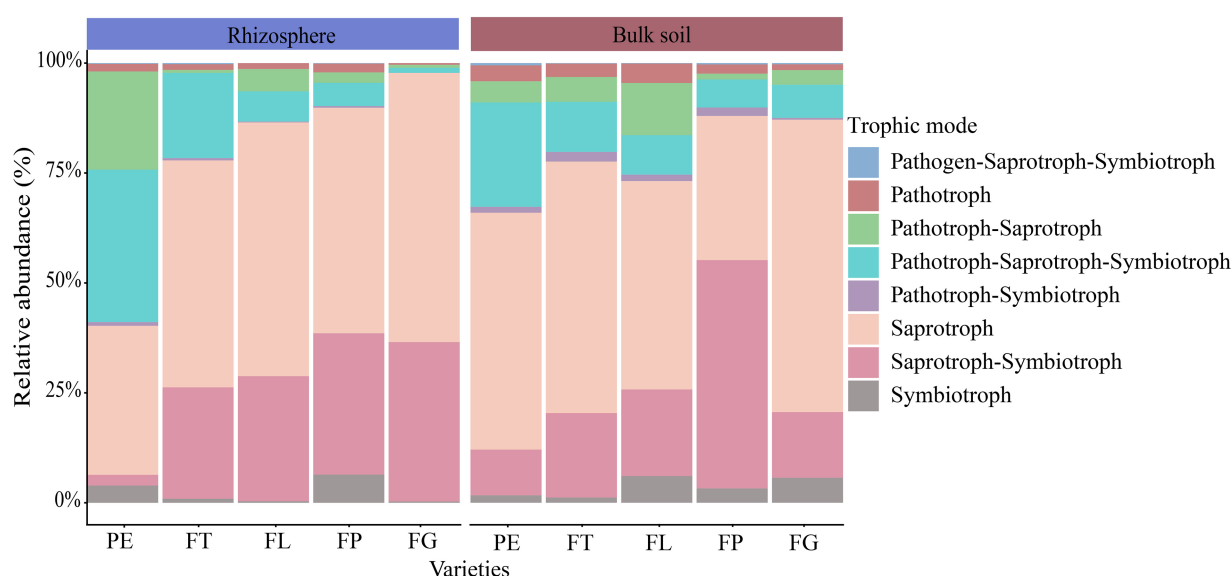 Rhizosphere
Bulk soil
100%
75%
50%
25%
0%
Relative abundance (%)
PE FT FL FP FG
PE FT FL FP FG
Varieties
Trophic mode
Pathogen-Saprotroph-Symbiotroph
Pathotroph
Pathotroph-Saprotroph
Pathotroph-Saprotroph-Symbiotroph
Pathotroph-Symbiotroph
Saprotroph
Saprotroph-Symbiotroph
Symbiotroph